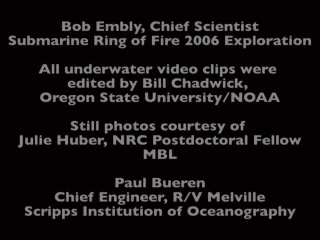 Bob Embly, Chief Scientist
Submarine Ring of Fire 2006 Exploration
All underwater video clips were
edited by Bill Chadwick,
Oregon State University/NOAA
Still photos courtesy of
Julie Huber, NRC Postdoctoral Fellow
MBL
Paul Bueren
Chief Engineer, R/V Melville
Scripps Institution of Oceanography